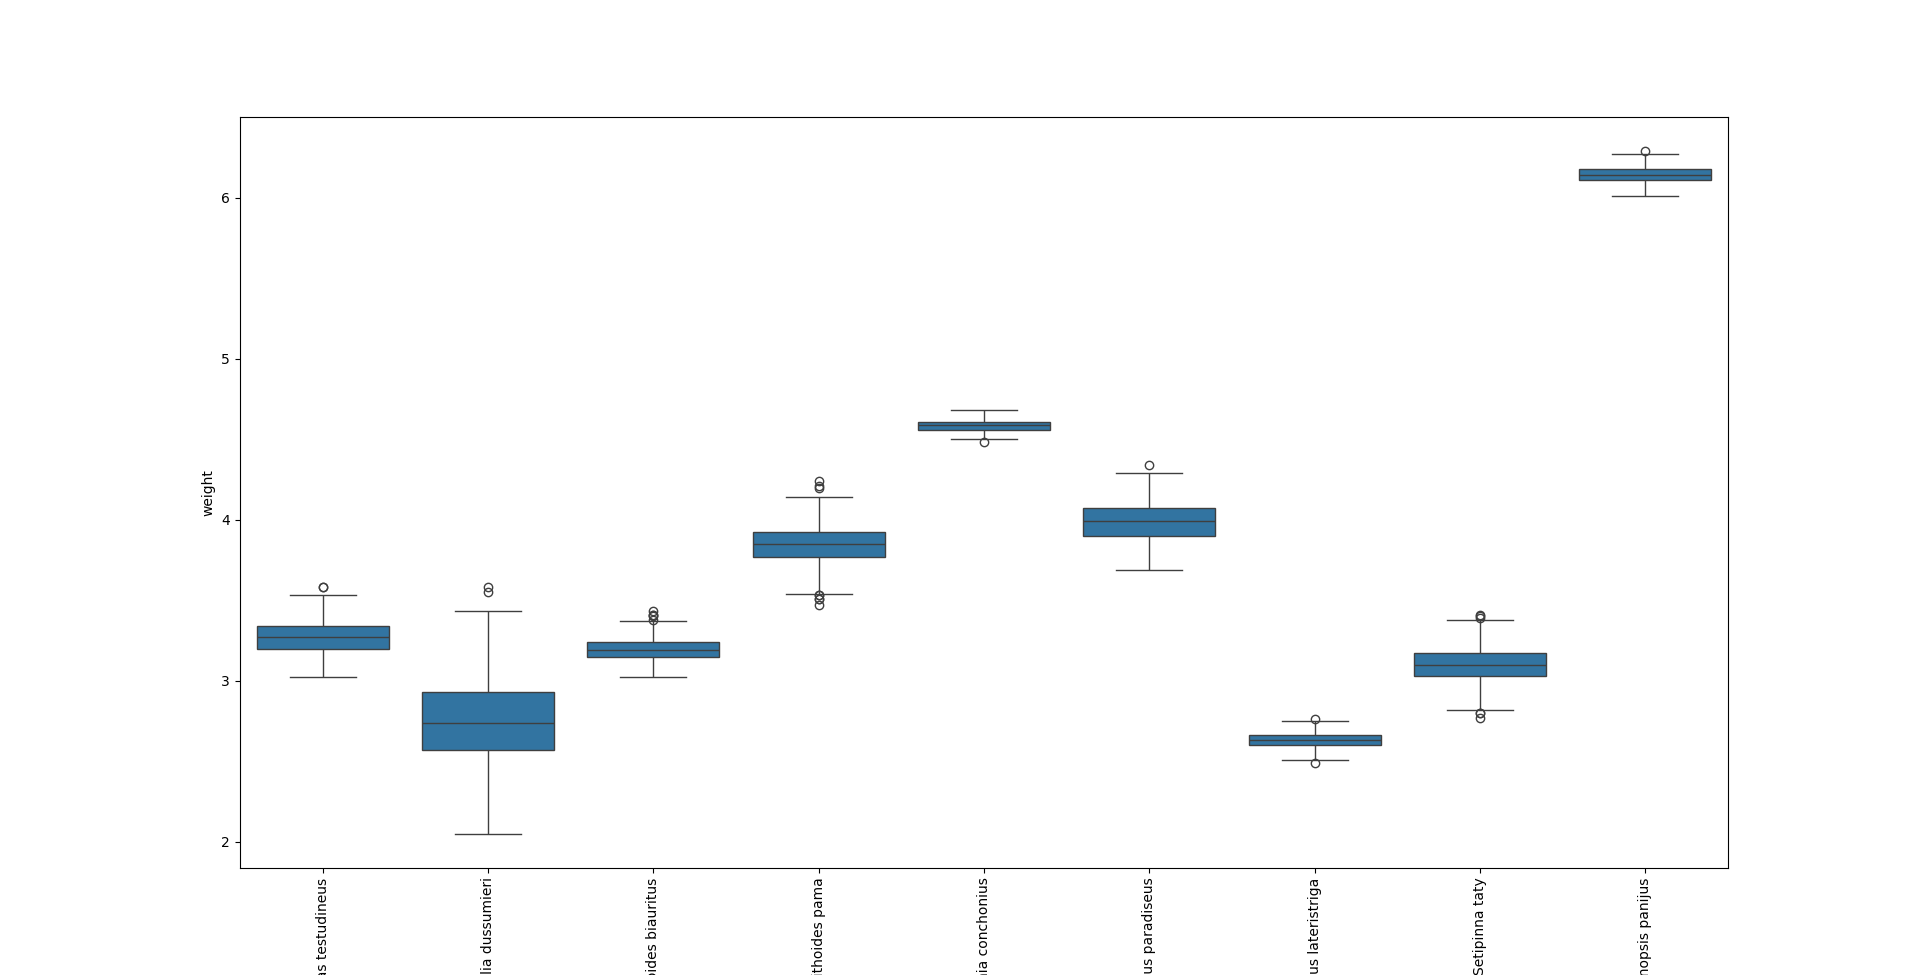 weight
6
5
4
3
2
as testudineus
lia dussumieri
oides biauritus
thoides pama
ia conchonius
us paradiseus
us lateristriga
Setipinna taty
nopsis panijus